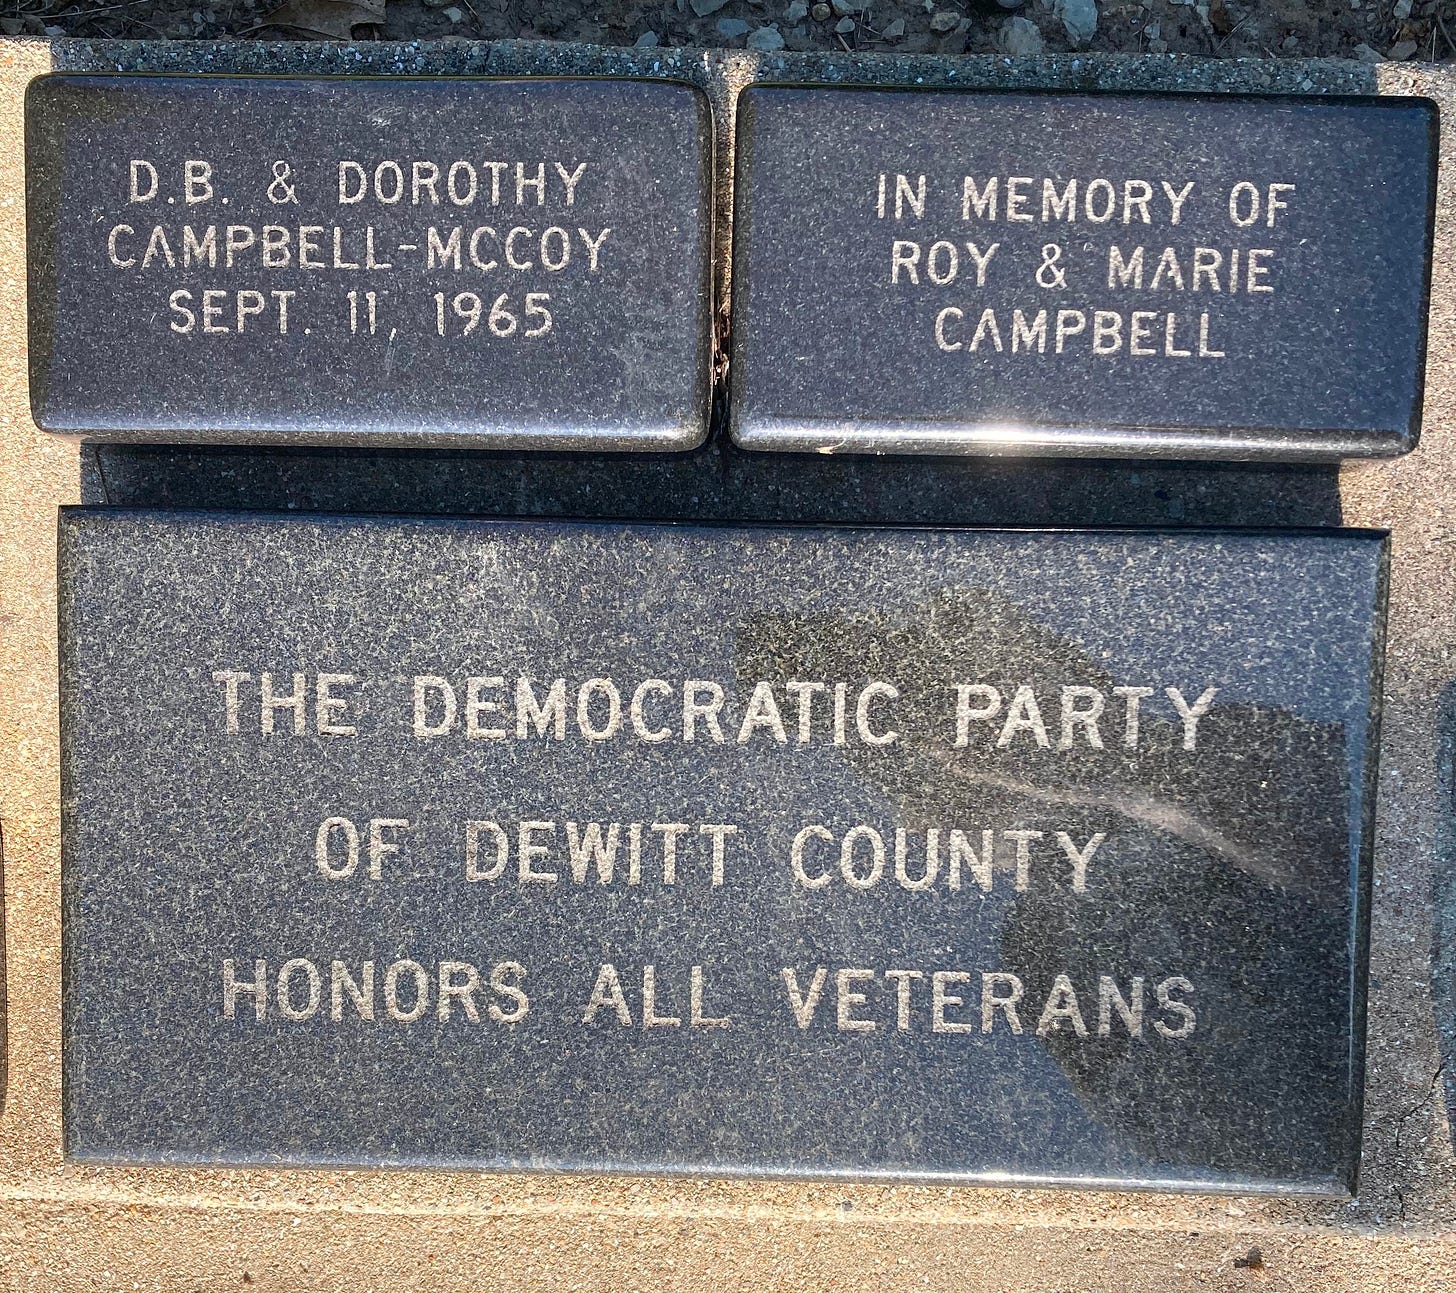 D.B. & DOROTHY
CAMPBELL-MCCOY
SEPT. 11, 1965
IN MEMORY OF
ROY & MARIE
CAMPBELL
THE DEMOCRATIC PARTY
OF DEWITT COUNTY
HONORS ALL VETERANS